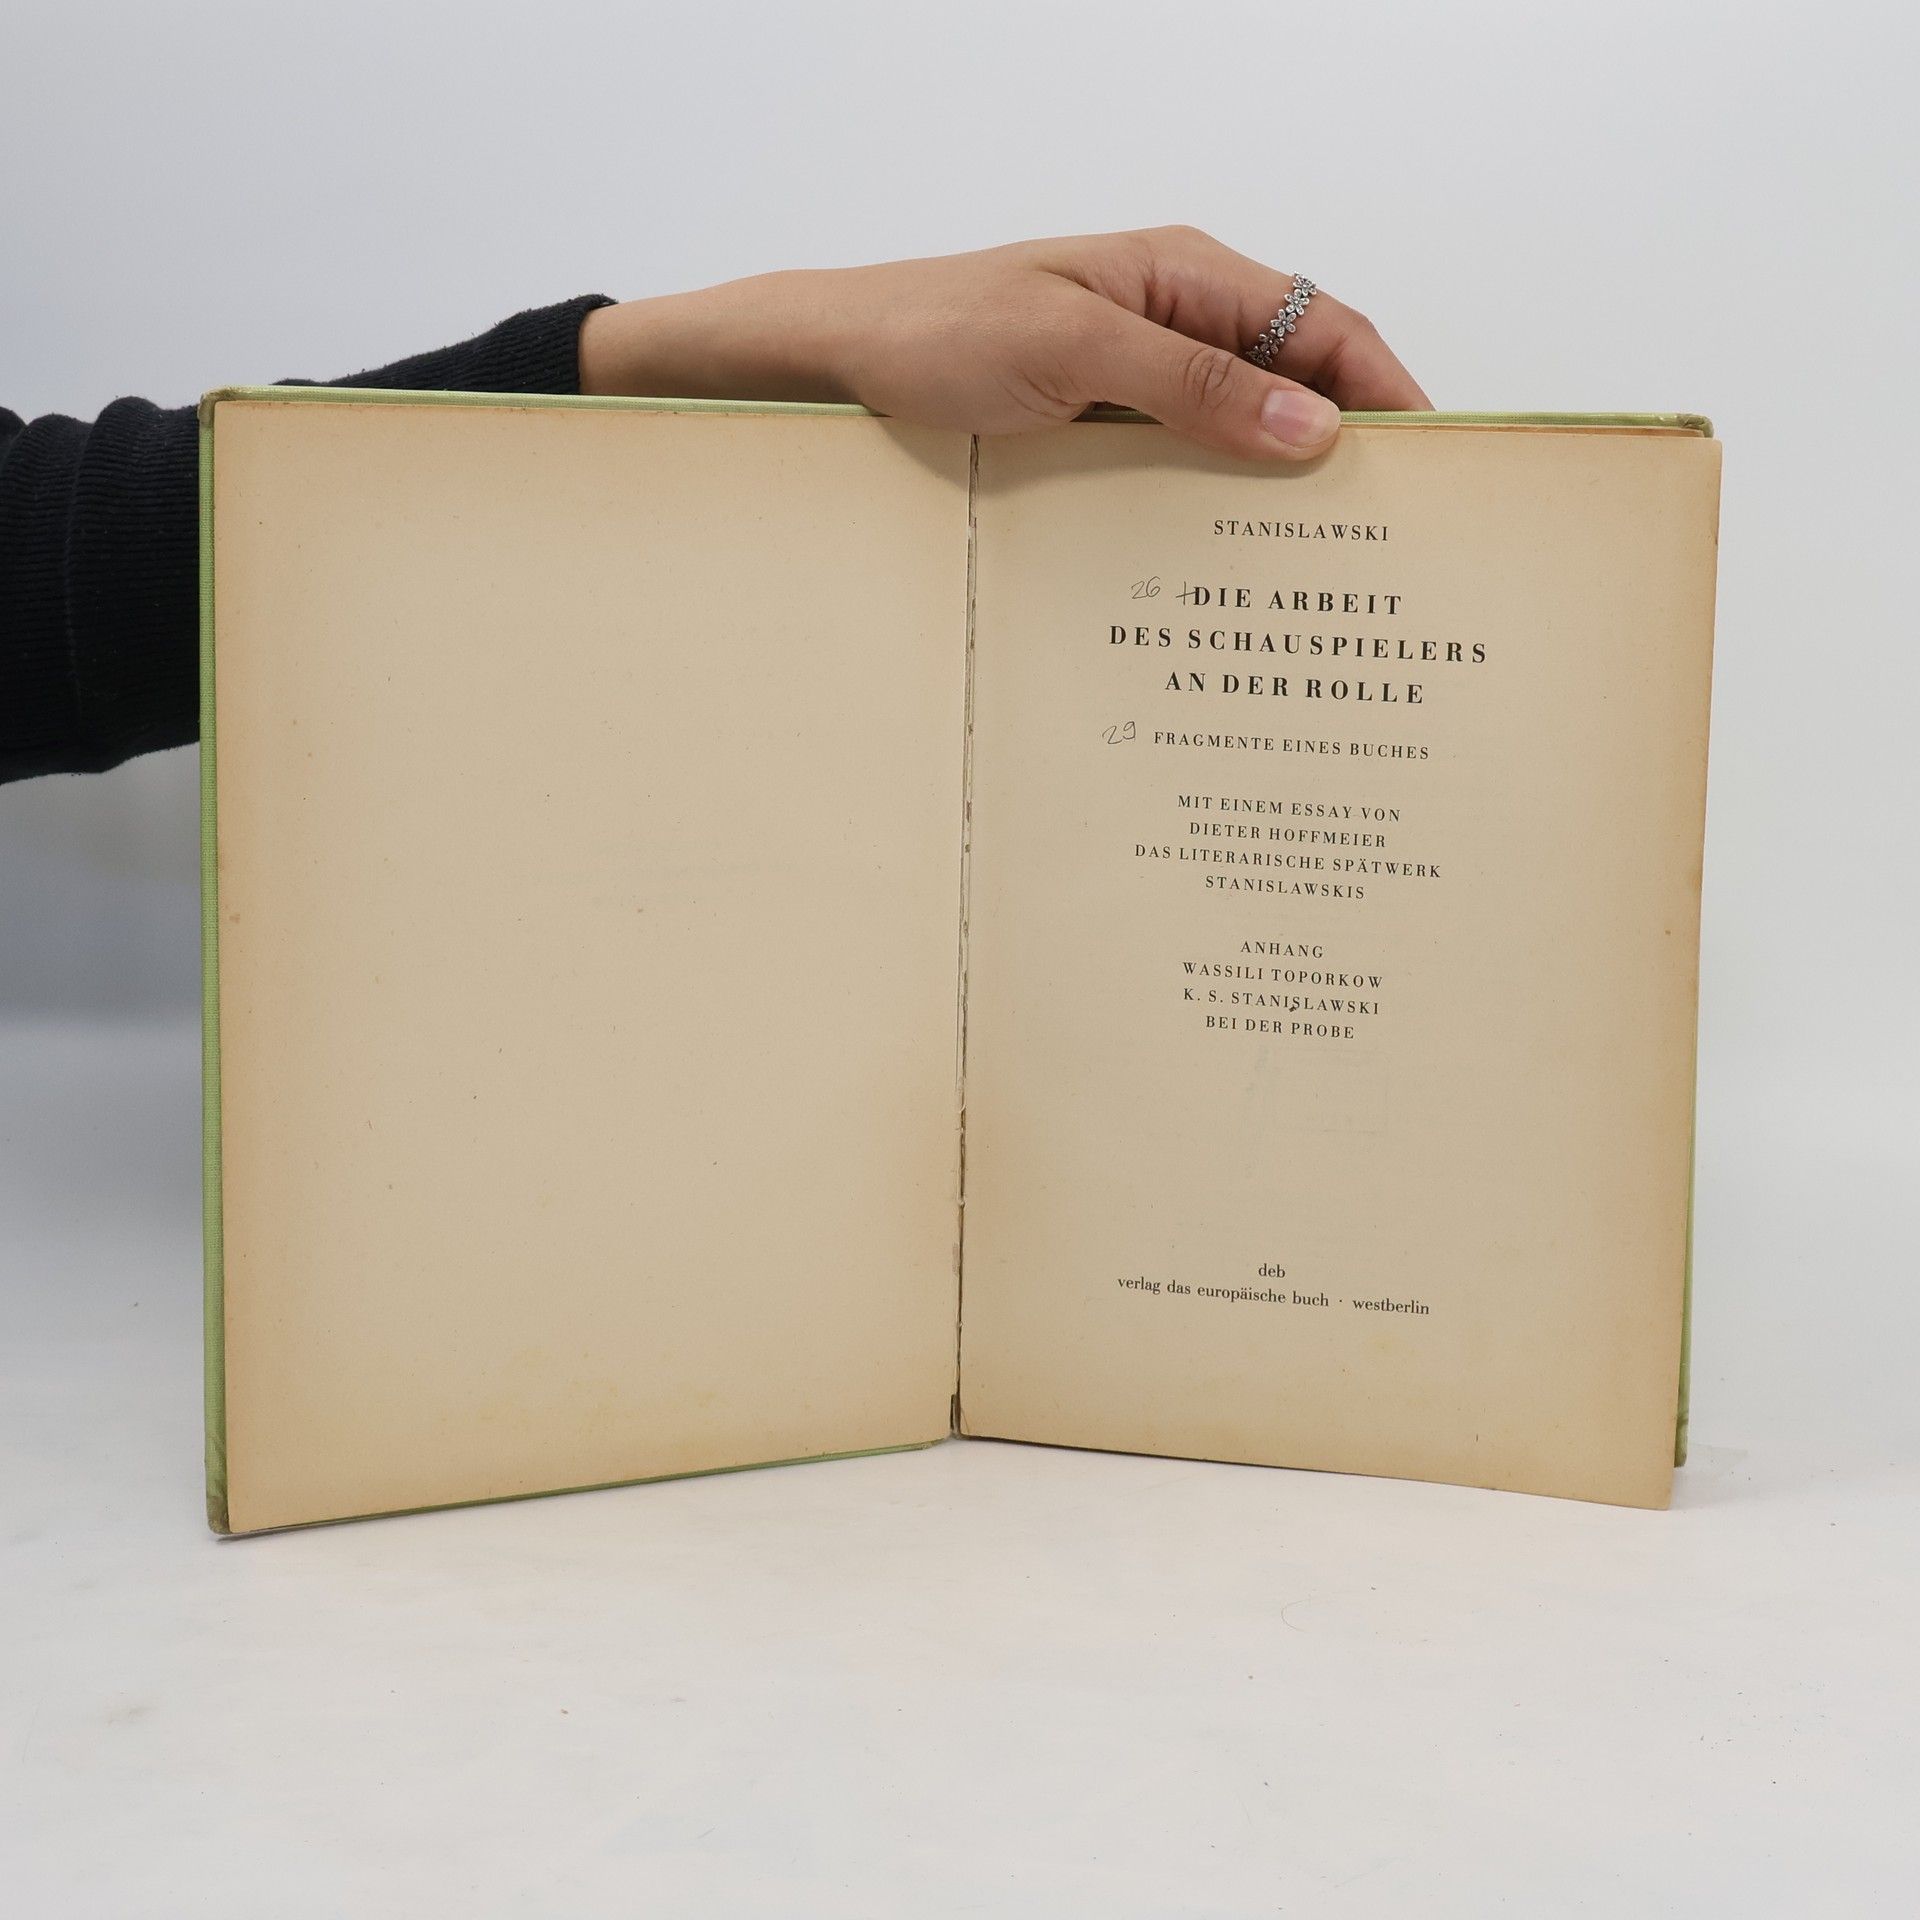 STANISLAWSKI
26 +DIE ARBEIT
DES SCHAUSPIELERS
AN DER ROLLE
29 FRAGMENTE EINES BUCHES
MIT EINEM ESSAY VON
DIETER HOFFMEIER
DAS LITERARISCHE SPÄTWERK
STANISLAWSKIS
ANHANG
WASSILI TOPORKOW
K. S. STANISLAWSKI
BEI DER PROBE
deb
verlag das europäische buch · westberlin